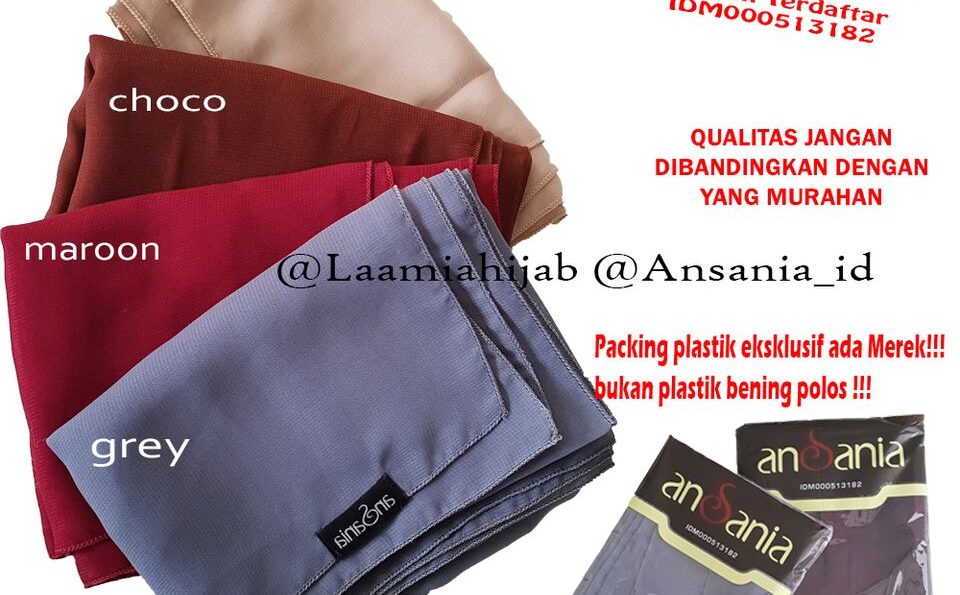 Terdaftar
IDM000513182
choco
QUALITAS JANGAN
DIBANDINGKAN DENGAN
YANG MURAHAN
maroon
@Laamiahijab @Ansania_id
Packing plastik eksklusif ada Merek!!!
bukan plastik bening polos !!!
grey
anSania
anSania
IDM000513182
anSania
IDM000513182